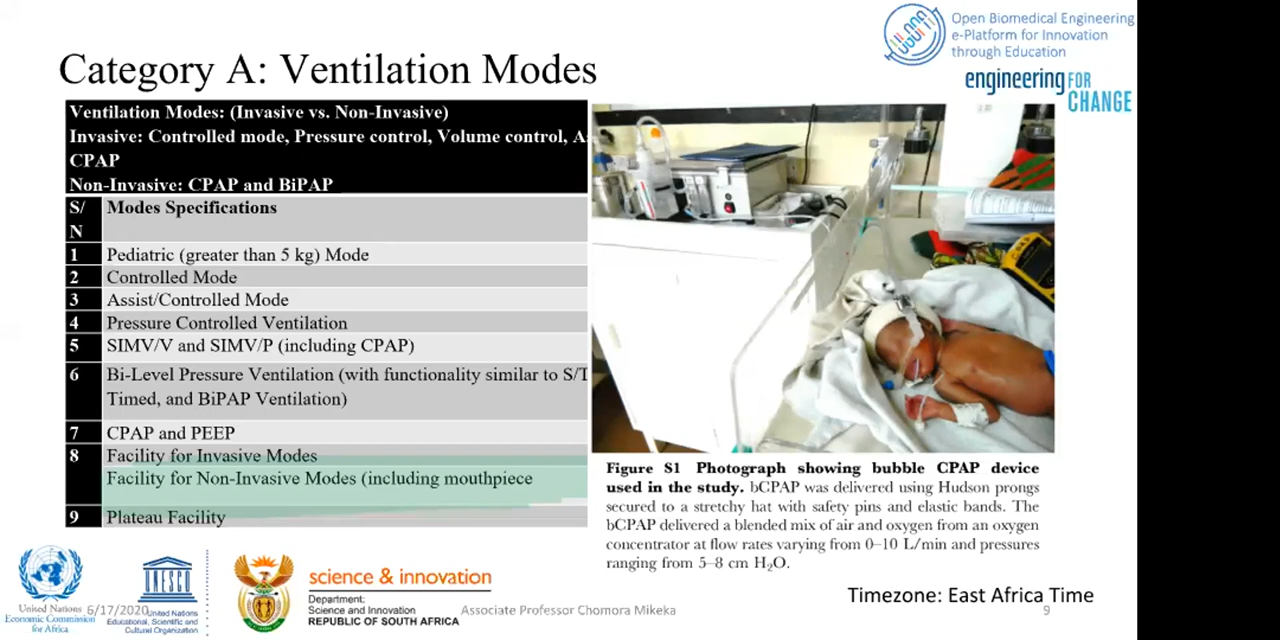 Open Biomedical Engineering
e-Platform for Innovation
through Education
engineering FOR
CHANGE
Category A: Ventilation Modes
Ventilation Modes: (Invasive vs. Non-Invasive)
Invasive: Controlled mode, Pressure control, Volume control, A
CPAP
Non-Invasive: CPAP and BiPAP
S/ Modes Specifications
N
1 Pediatric (greater than 5 kg) Mode
2 Controlled Mode
3 Assist/Controlled Mode
4 Pressure Controlled Ventilation
5 SIMV/V and SIMV/P (including CPAP)
6 Bi-Level Pressure Ventilation (with functionality similar to S/T
Timed, and BiPAP Ventilation)
7 CPAP and PEEP
8 Facility for Invasive Modes
Facility for Non-Invasive Modes (including mouthpiece
9 Plateau Facility
Figure S1 Photograph showing bubble CPAP device
used in the study. bCPAP was delivered using Hudson prongs
secured to a stretchy hat with safety pins and elastic bands. The
bCPAP delivered a blended mix of air and oxygen from an oxygen
concentrator at flow rates varying from 0–10 L/min and pressures
ranging from 5–8 cm H₂O.
United Nations
Economic Commission
for Africa
6/17/2020
UNESCO
United Nations
Educational, Scientific and
Cultural Organization
science & innovation
Department:
Science and Innovation
REPUBLIC OF SOUTH AFRICA
Associate Professor Chomora Mikeka
Timezone: East Africa Time
9